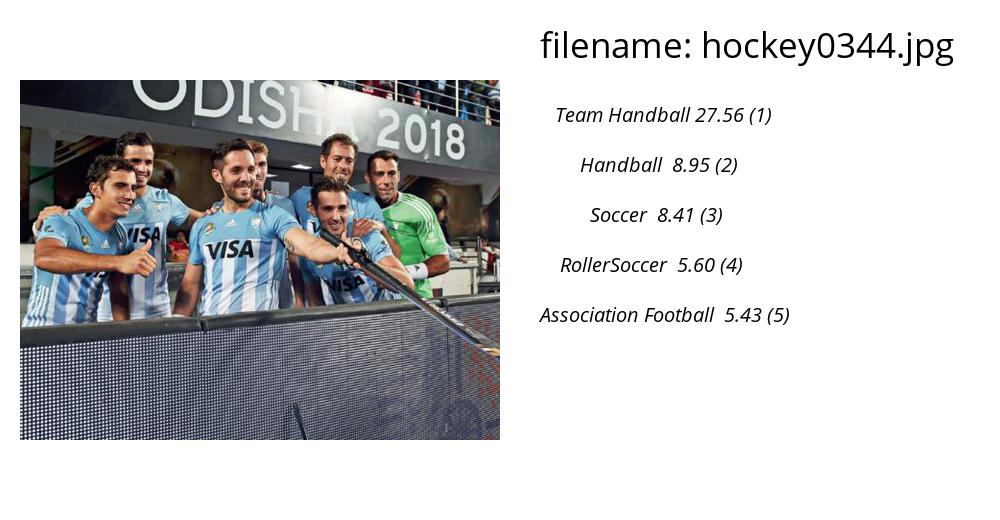 filename: hockey0344.jpg
ODISHA 2018
Team Handball 27.56 (1)
Handball 8.95 (2)
Soccer 8.41 (3)
RollerSoccer 5.60 (4)
Association Football 5.43 (5)
VISA
VISA
VISA